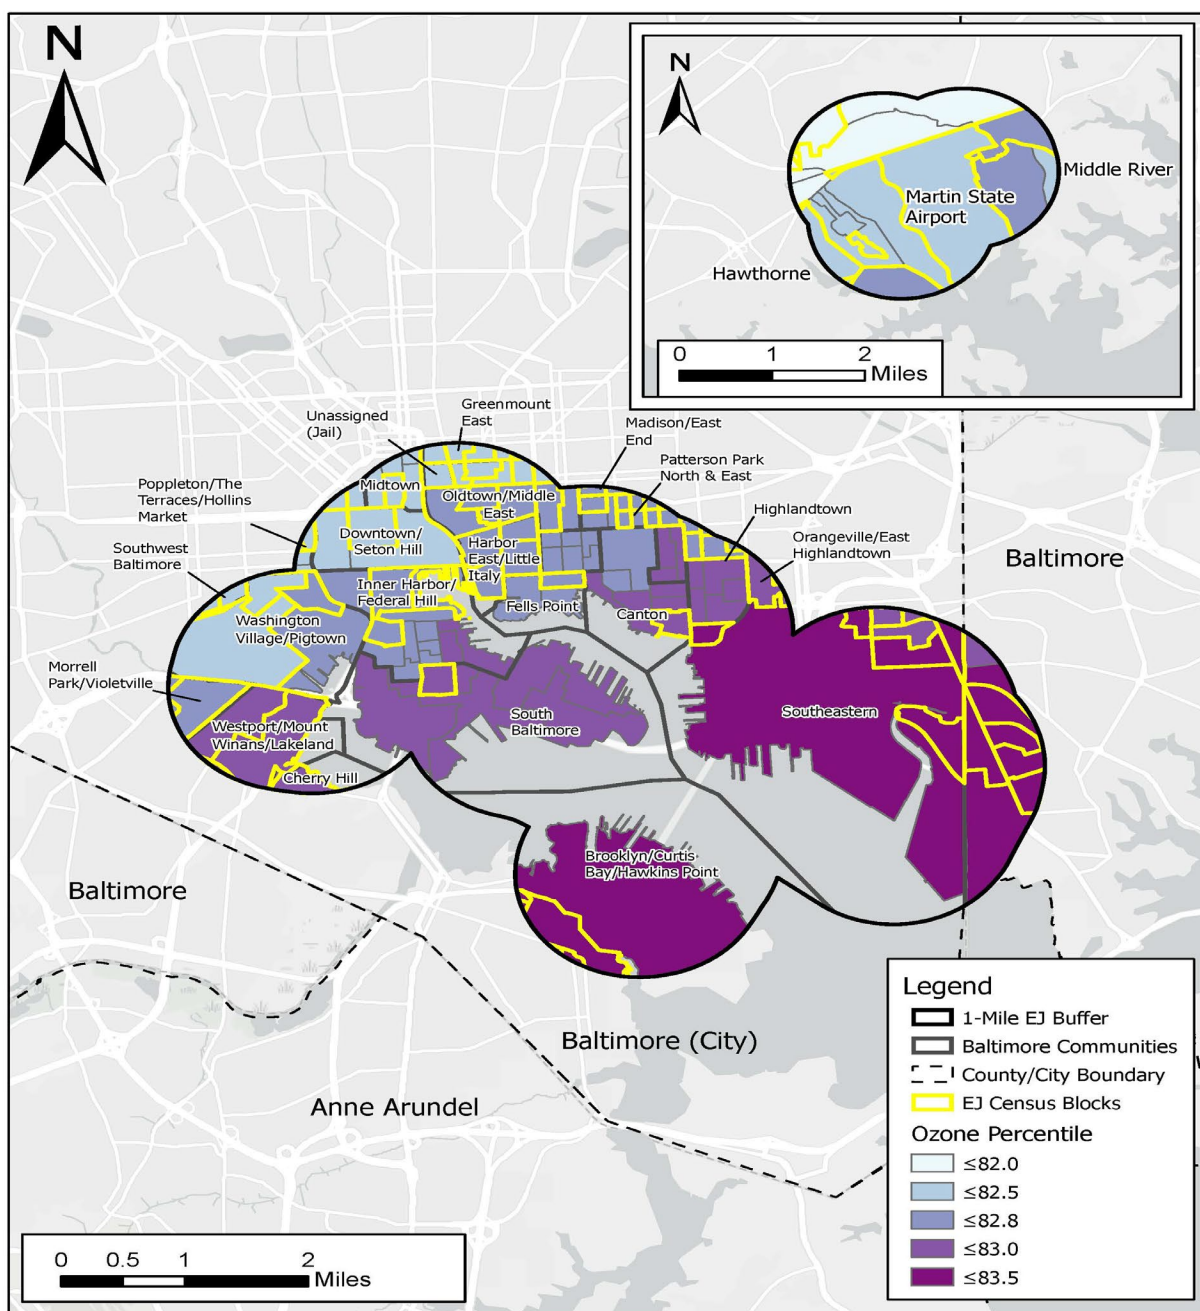 N
N
Middle River
Martin State
Airport
Hawthorne
0
1
2
Miles
Greenmount
East
Unassigned
(Jail)
Madison/East
End
Patterson Park
North & East
Poppleton/The
Terraces/Hollins
Market
Midtown
Oldtown/Middle
East
Highlandtown
Downtown/
Seton Hill
Orangeville/East
Highlandtown
Southwest
Baltimore
Harbor
East/Little
Italy
Baltimore
Inner Harbor/
Federal Hill
Fells Point
Canton
Washington
Village/Pigtown
Morrell
Park/Violetville
Southeastern
South
Baltimore
Westport/Mount
Winans/Lakeland
Cherry Hill
Brooklyn/Curtis
Bay/Hawkins Point
Baltimore
Baltimore (City)
Anne Arundel
Legend
1-Mile EJ Buffer
Baltimore Communities
County/City Boundary
EJ Census Blocks
Ozone Percentile
≤82.0
≤82.5
≤82.8
≤83.0
≤83.5
0
0.5
1
2
Miles